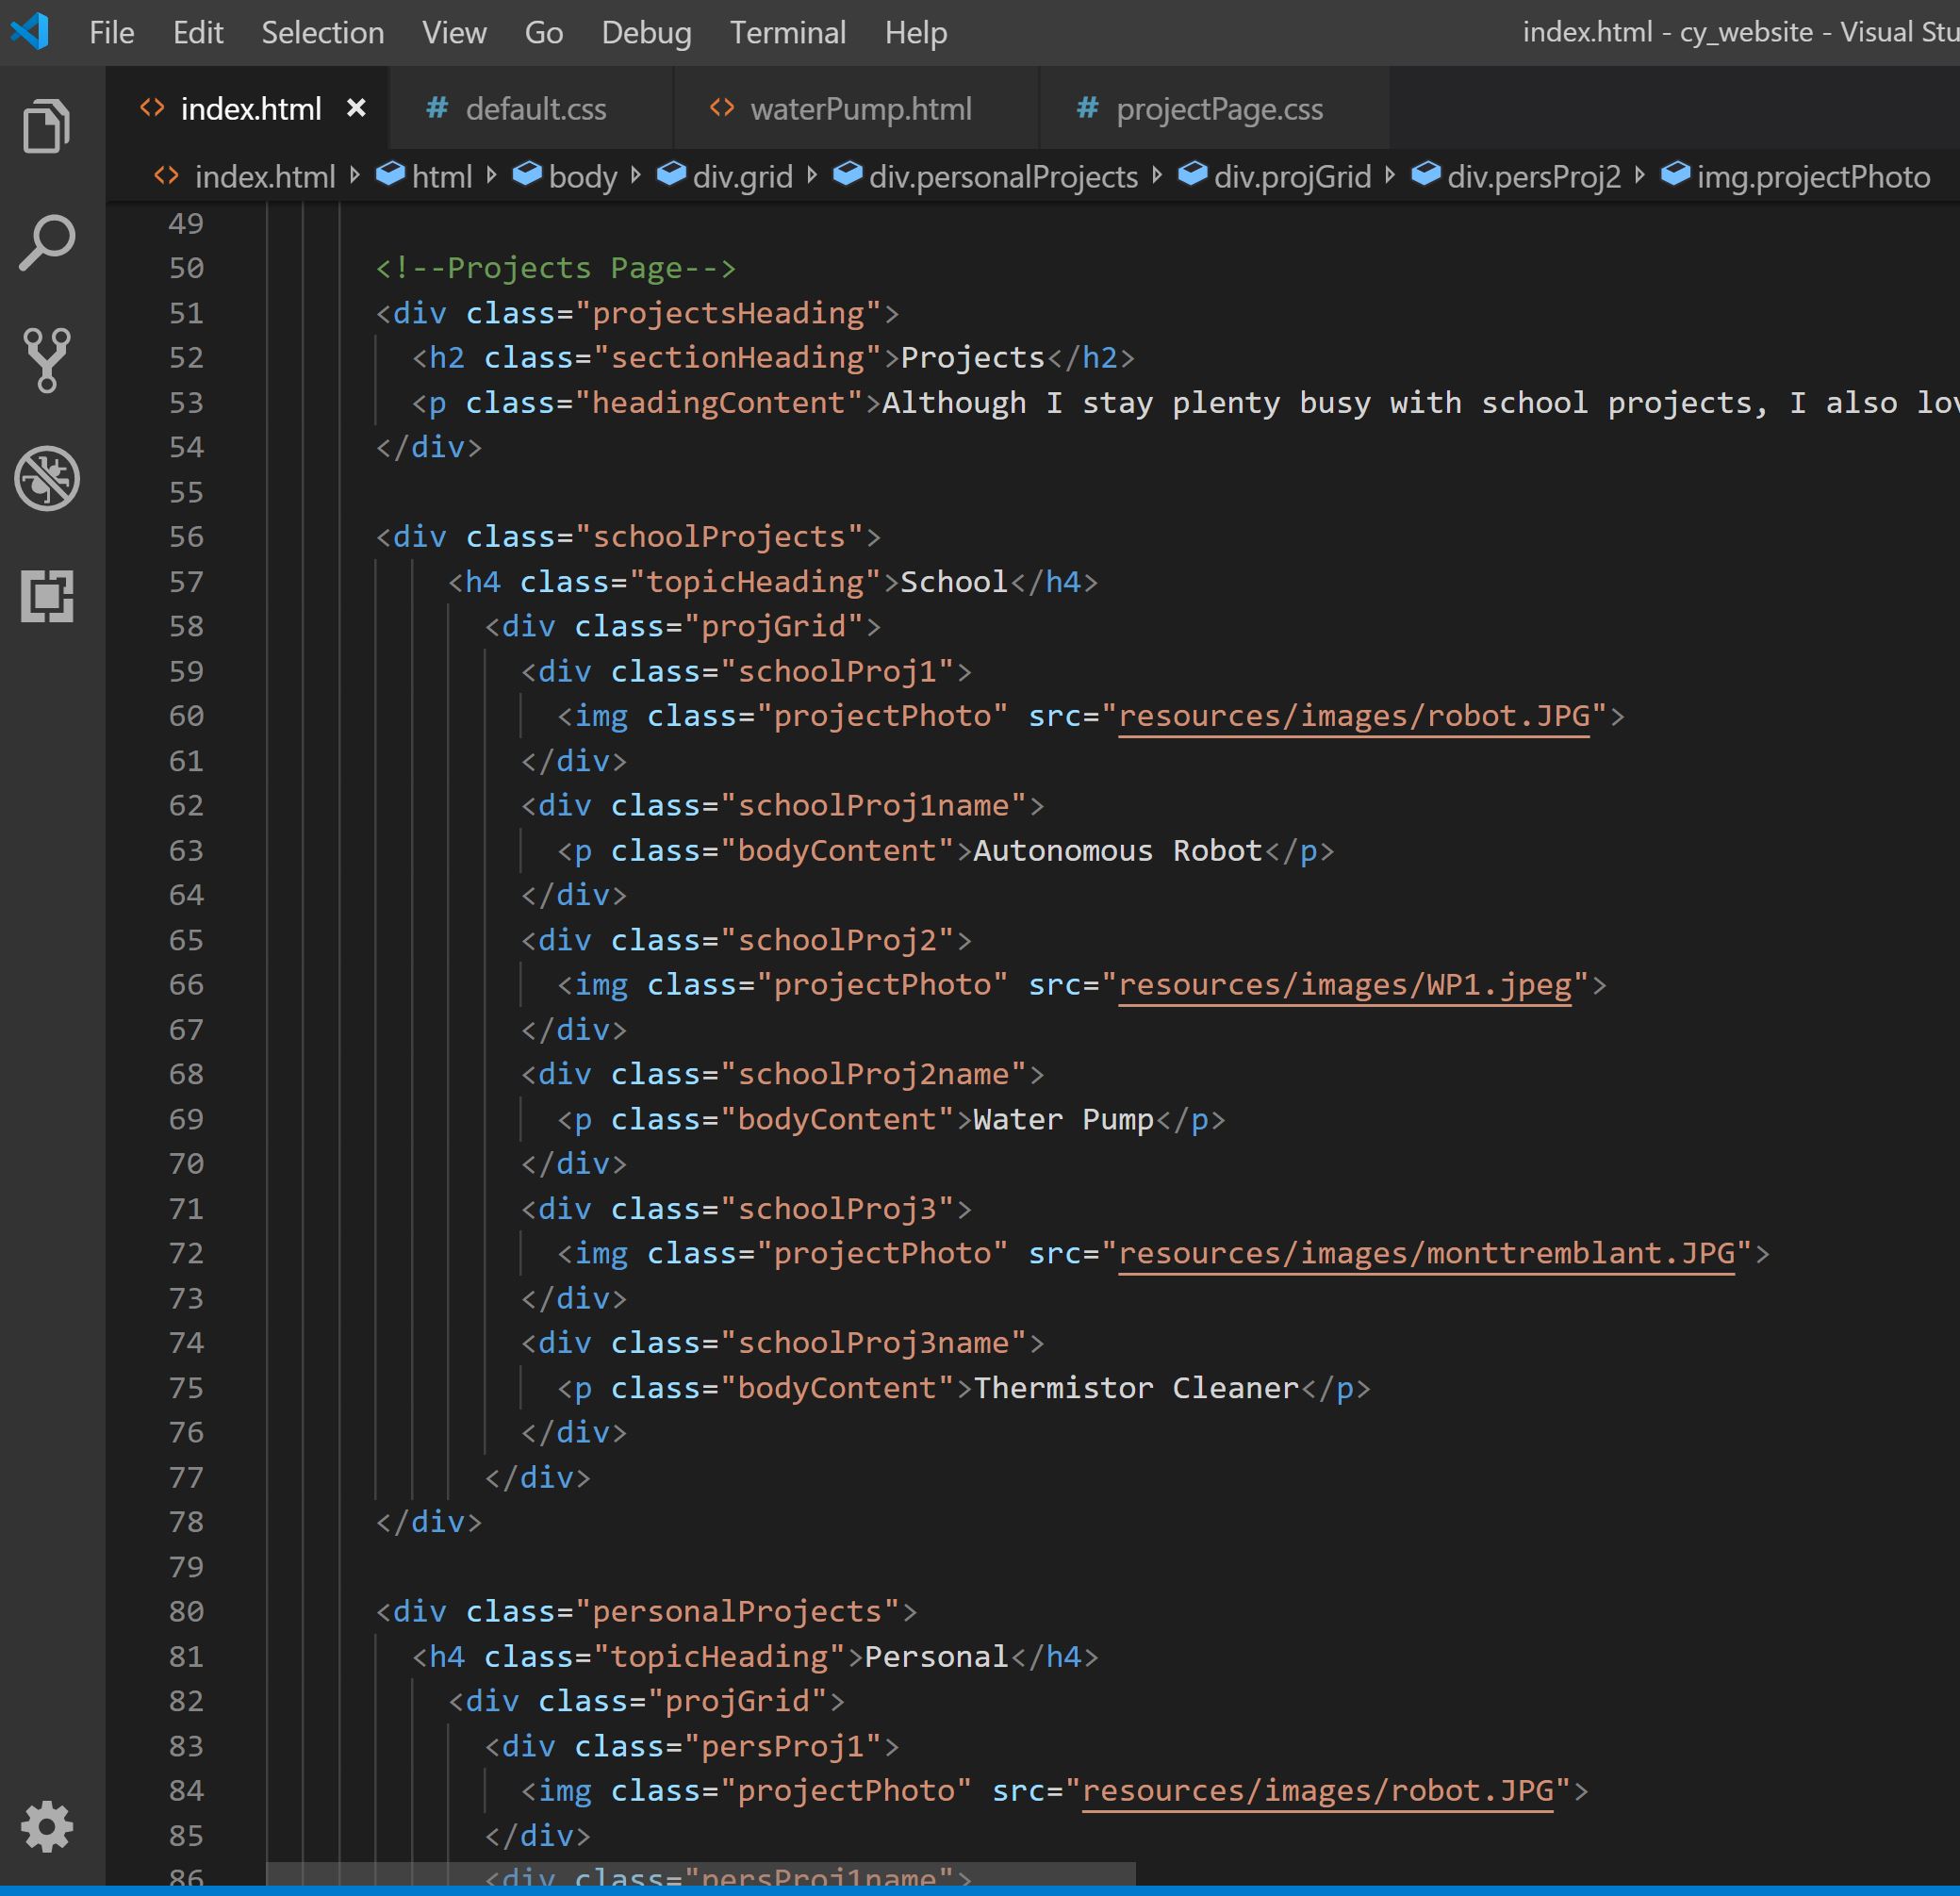 File Edit Selection View Go Debug Terminal Help index.html - cy_website - Visual Stu
index.html × # default.css waterPump.html # projectPage.css
index.html html body div.grid div.personalProjects div.projGrid div.persProj2 img.projectPhoto
49
50 <!--Projects Page-->
51 <div class="projectsHeading">
52 <h2 class="sectionHeading">Projects</h2>
53 <p class="headingContent">Although I stay plenty busy with school projects, I also lov
54 </div>
55
56 <div class="schoolProjects">
57 <h4 class="topicHeading">School</h4>
58 <div class="projGrid">
59 <div class="schoolProj1">
60 <img class="projectPhoto" src="resources/images/robot.JPG">
61 </div>
62 <div class="schoolProj1name">
63 <p class="bodyContent">Autonomous Robot</p>
64 </div>
65 <div class="schoolProj2">
66 <img class="projectPhoto" src="resources/images/WP1.jpeg">
67 </div>
68 <div class="schoolProj2name">
69 <p class="bodyContent">Water Pump</p>
70 </div>
71 <div class="schoolProj3">
72 <img class="projectPhoto" src="resources/images/monttremblant.JPG">
73 </div>
74 <div class="schoolProj3name">
75 <p class="bodyContent">Thermistor Cleaner</p>
76 </div>
77 </div>
78 </div>
79
80 <div class="personalProjects">
81 <h4 class="topicHeading">Personal</h4>
82 <div class="projGrid">
83 <div class="persProj1">
84 <img class="projectPhoto" src="resources/images/robot.JPG">
85 </div>
86 <div class="persProj1name">